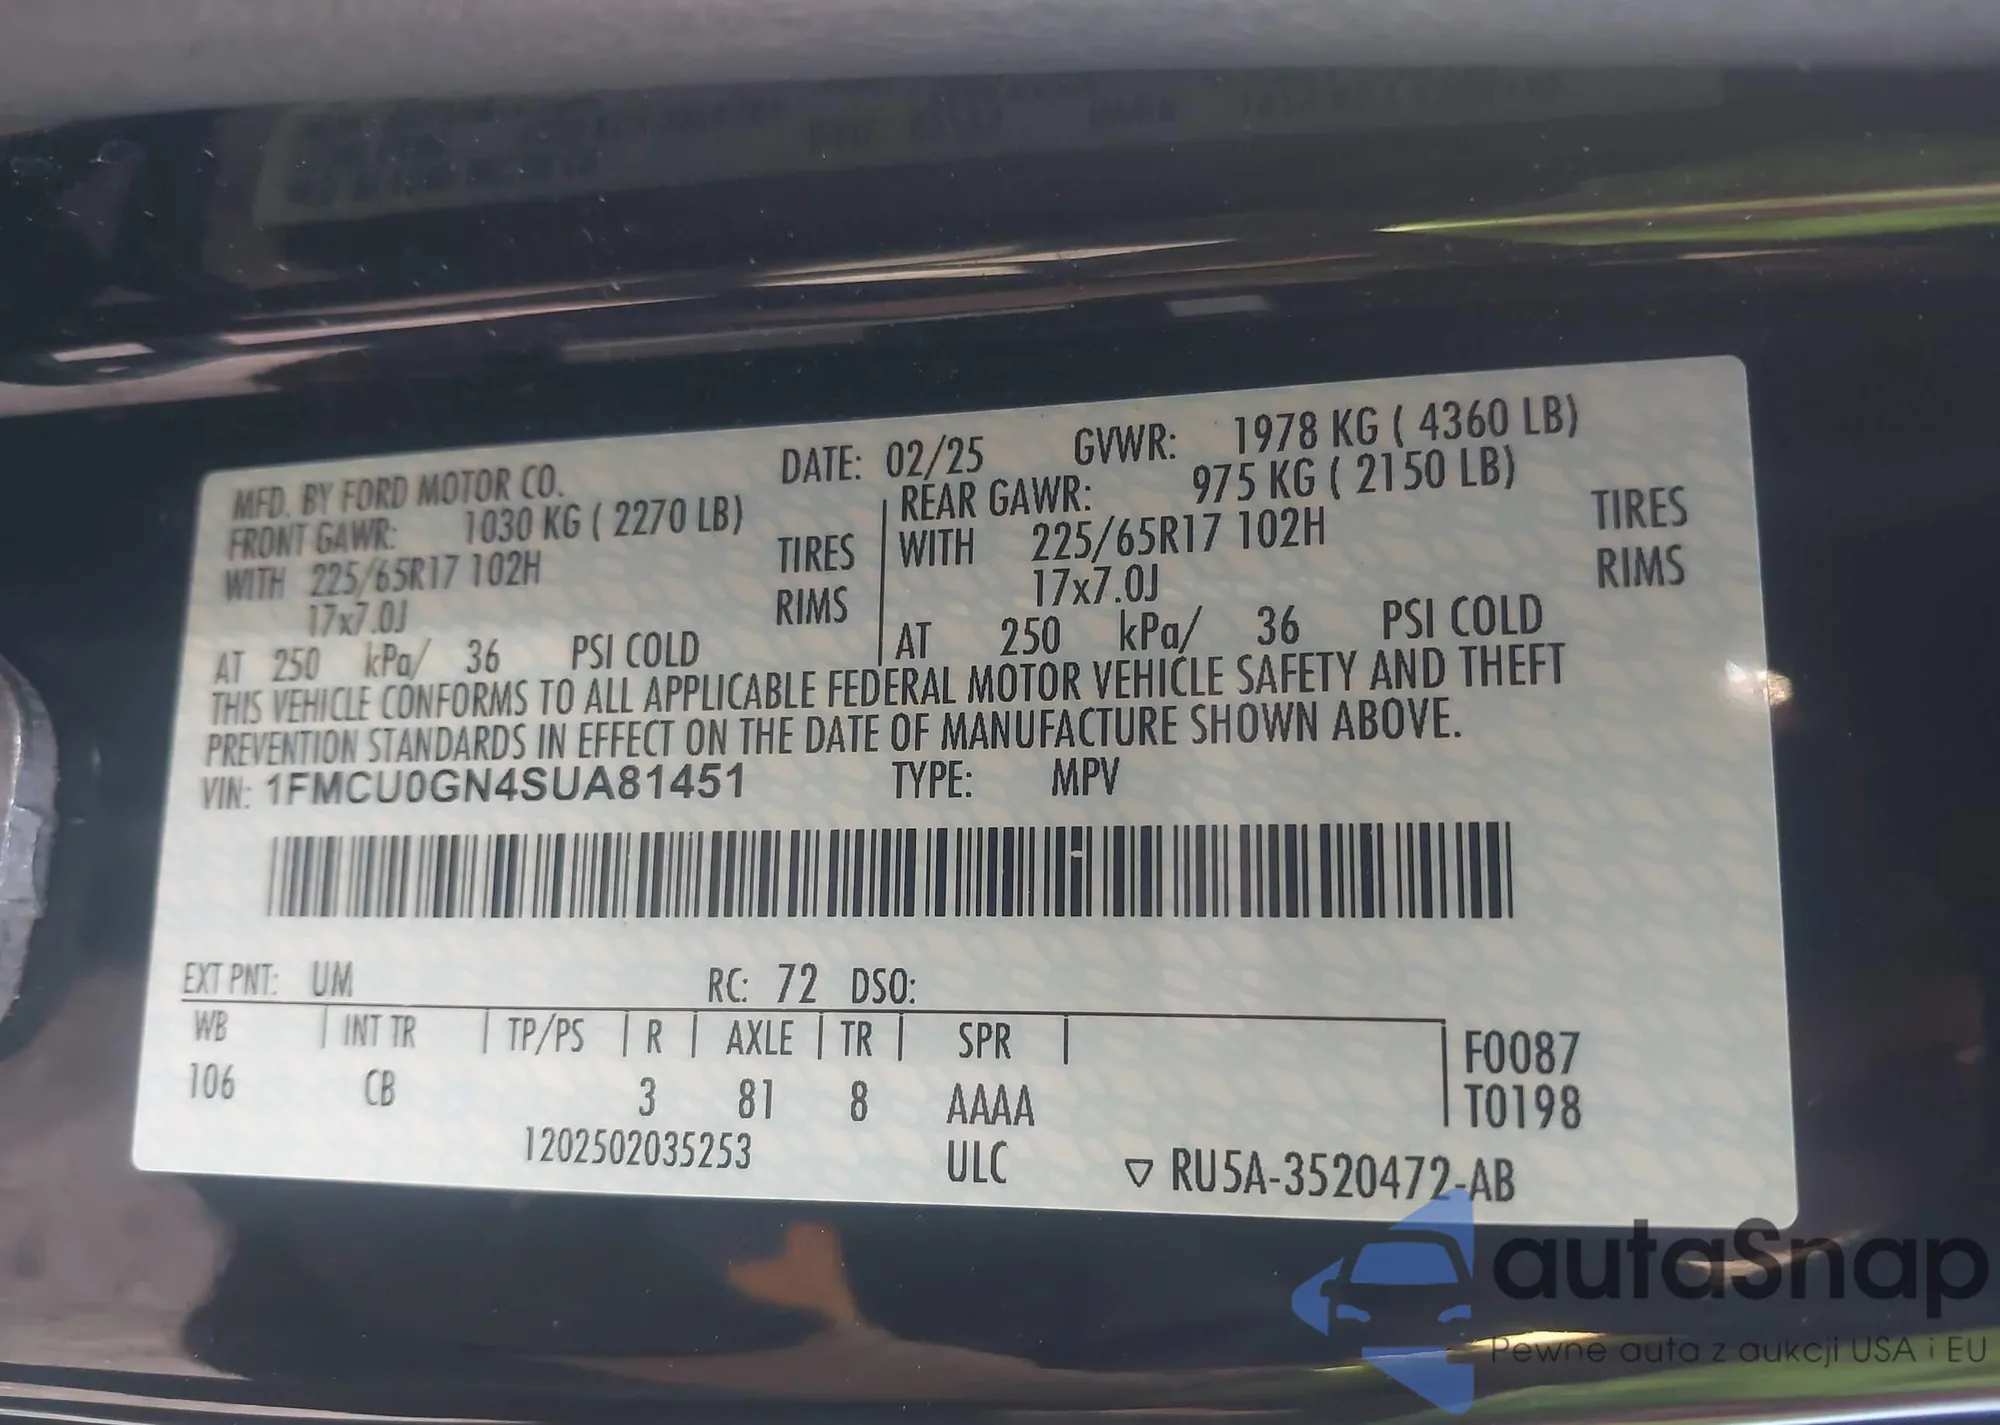 MFD. BY FORD MOTOR CO. DATE: 02/25 GVWR: 1978 KG ( 4360 LB)
FRONT GAWR: 1030 KG ( 2270 LB) REAR GAWR: 975 KG ( 2150 LB)
WITH 225/65R17 102H TIRES WITH 225/65R17 102H TIRES
17x7.0J RIMS 17x7.0J RIMS
AT 250 kPa/ 36 PSI COLD AT 250 kPa/ 36 PSI COLD
THIS VEHICLE CONFORMS TO ALL APPLICABLE FEDERAL MOTOR VEHICLE SAFETY AND THEFT
PREVENTION STANDARDS IN EFFECT ON THE DATE OF MANUFACTURE SHOWN ABOVE.
VIN: 1FMCU0GN4SUA81451 TYPE: MPV
EXT PNT: UM RC: 72 DSO:
WB INT TR TP/PS R AXLE TR SPR F0087
106 CB 3 81 8 AAAA T0198
1202502035253 ULC ▽ RU5A-3520472-AB
autaSnap
Pewne auta z aukcji USA i EU